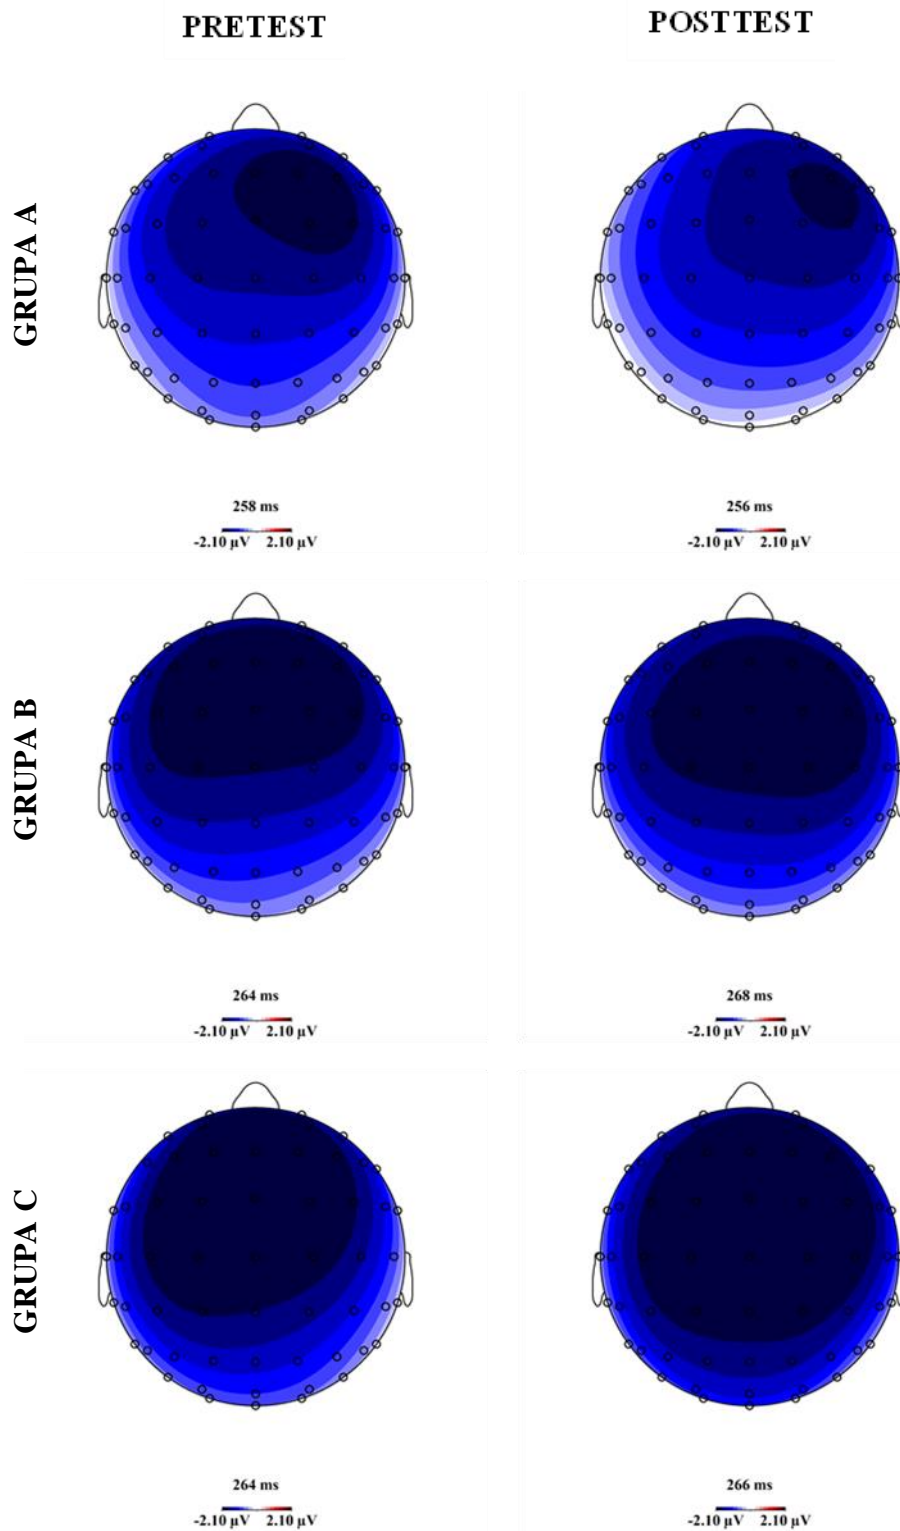 PRETEST POSTTEST
GRUPA A
258 ms 256 ms
-2.10 µV 2.10 µV -2.10 µV 2.10 µV
GRUPA B
264 ms 268 ms
-2.10 µV 2.10 µV -2.10 µV 2.10 µV
GRUPA C
264 ms 266 ms
-2.10 µV 2.10 µV -2.10 µV 2.10 µV